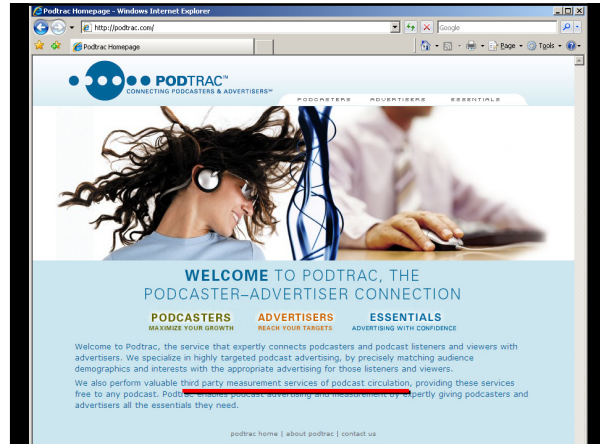 Podtrac Homepage - Windows Internet Explorer
http://podtrac.com/
Google
Podtrac Homepage
Page
Tools
PODTRAC™
CONNECTING PODCASTERS & ADVERTISERS℠
PODCASTERS ADVERTISERS ESSENTIALS
WELCOME TO PODTRAC, THE
PODCASTER–ADVERTISER CONNECTION
PODCASTERS ADVERTISERS ESSENTIALS
MAXIMIZE YOUR GROWTH REACH YOUR TARGETS ADVERTISING WITH CONFIDENCE
Welcome to Podtrac, the service that expertly connects podcasters and podcast listeners and viewers with
advertisers. We specialize in highly targeted podcast advertising, by precisely matching audience
demographics and interests with the appropriate advertising for those listeners and viewers.
We also perform valuable third party measurement services of podcast circulation, providing these services
free to any podcast. Podtrac enables podcast advertising and measurement by expertly giving podcasters and
advertisers all the essentials they need.
podtrac home | about podtrac | contact us